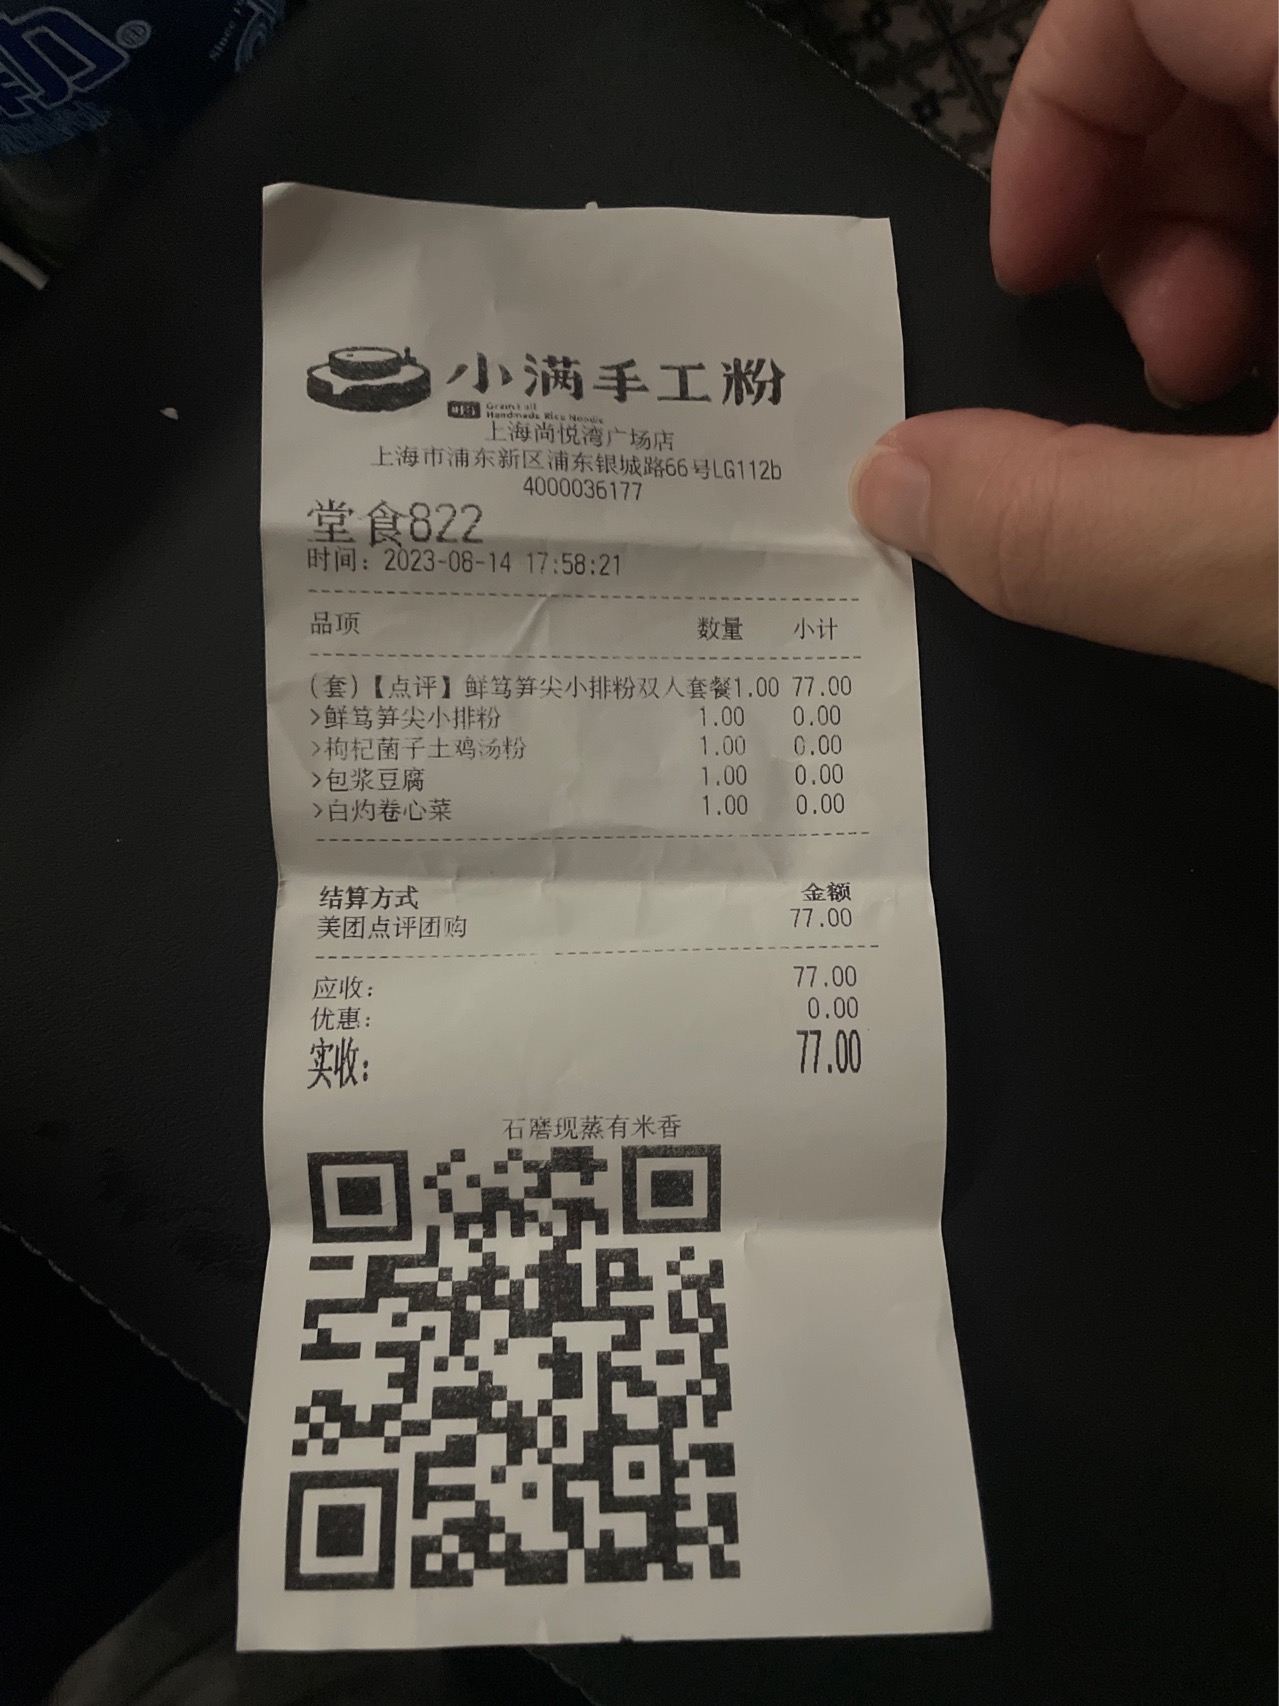 小满手工粉
Grain Full
Handmade Rice Noodle
上海尚悦湾广场店
上海市浦东新区浦东银城路66号LG112b
4000036177
堂食822
时间：2023-08-14 17:58:21
品项 数量 小计
(套)【点评】鲜笃笋尖小排粉双人套餐1.00 77.00
>鲜笃笋尖小排粉 1.00 0.00
>枸杞菌子土鸡汤粉 1.00 0.00
>包浆豆腐 1.00 0.00
>白灼卷心菜 1.00 0.00
结算方式 金额
美团点评团购 77.00
应收: 77.00
优惠: 0.00
实收: 77.00
石磨现蒸有米香